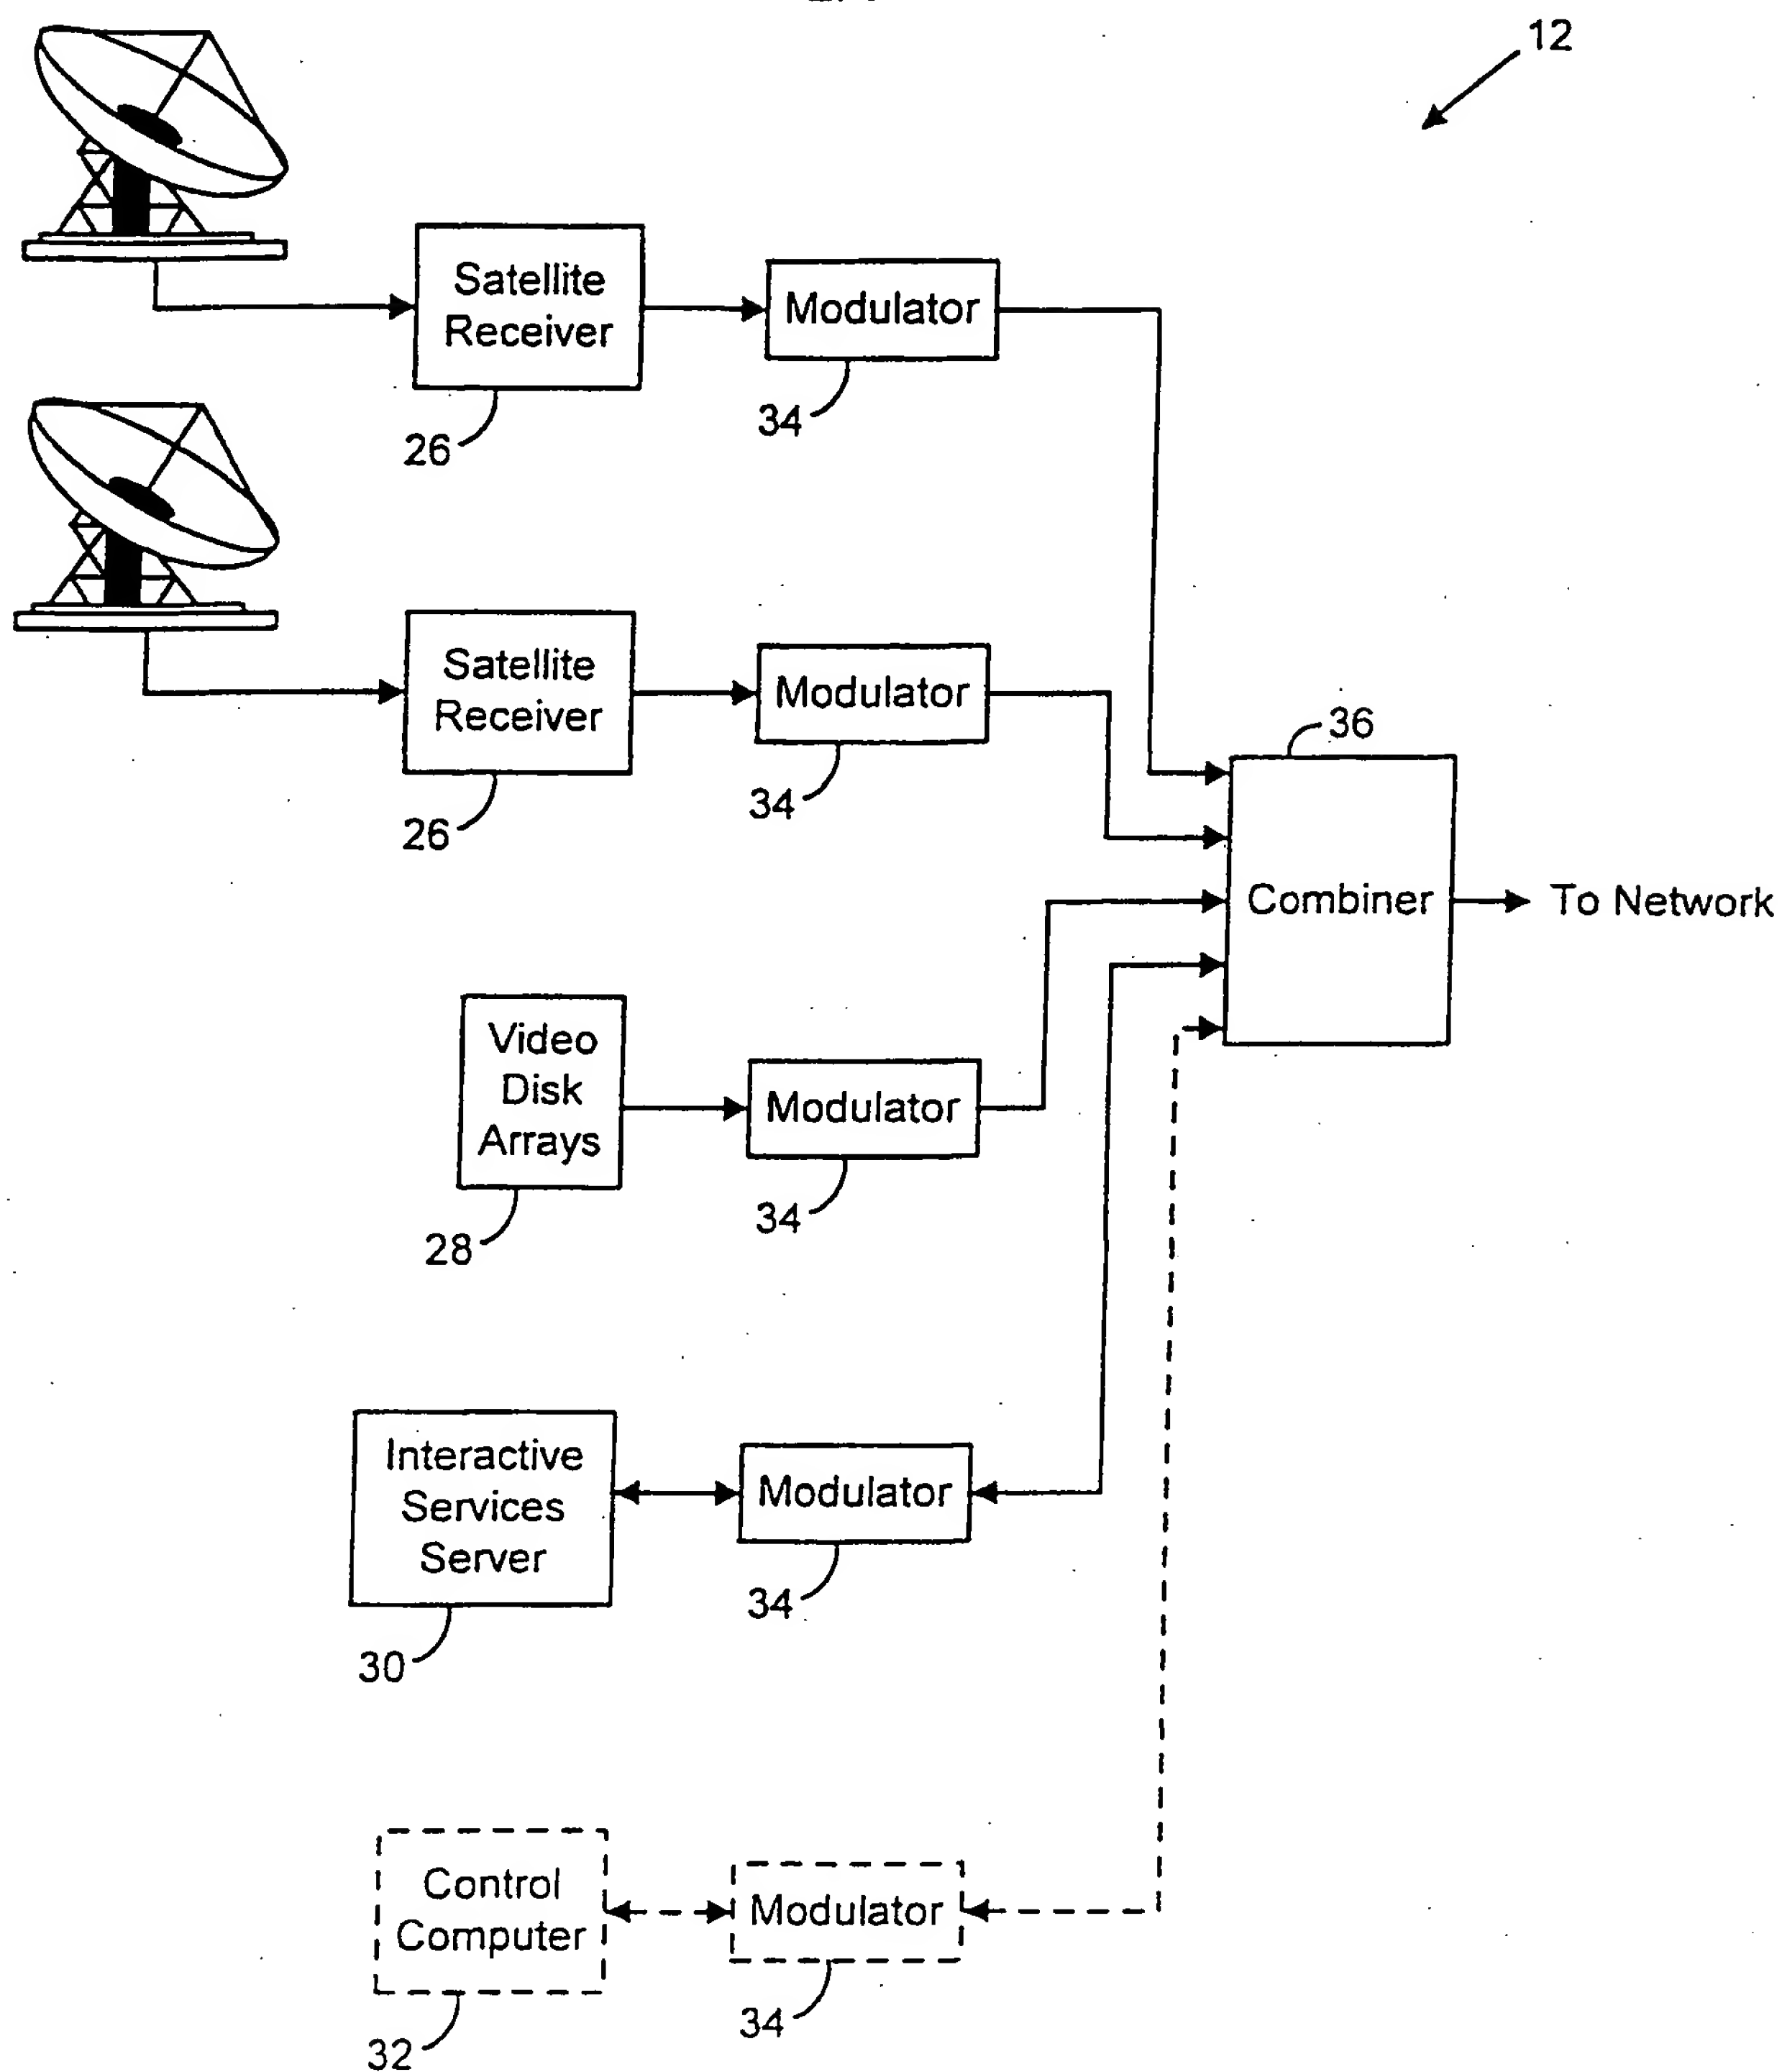 12
Satellite
Receiver
Modulator
34
26
Satellite
Receiver
Modulator
34
26
36
Combiner
To Network
Video
Disk
Arrays
Modulator
34
28
Interactive
Services
Server
Modulator
34
30
Control
Computer
Modulator
34
32